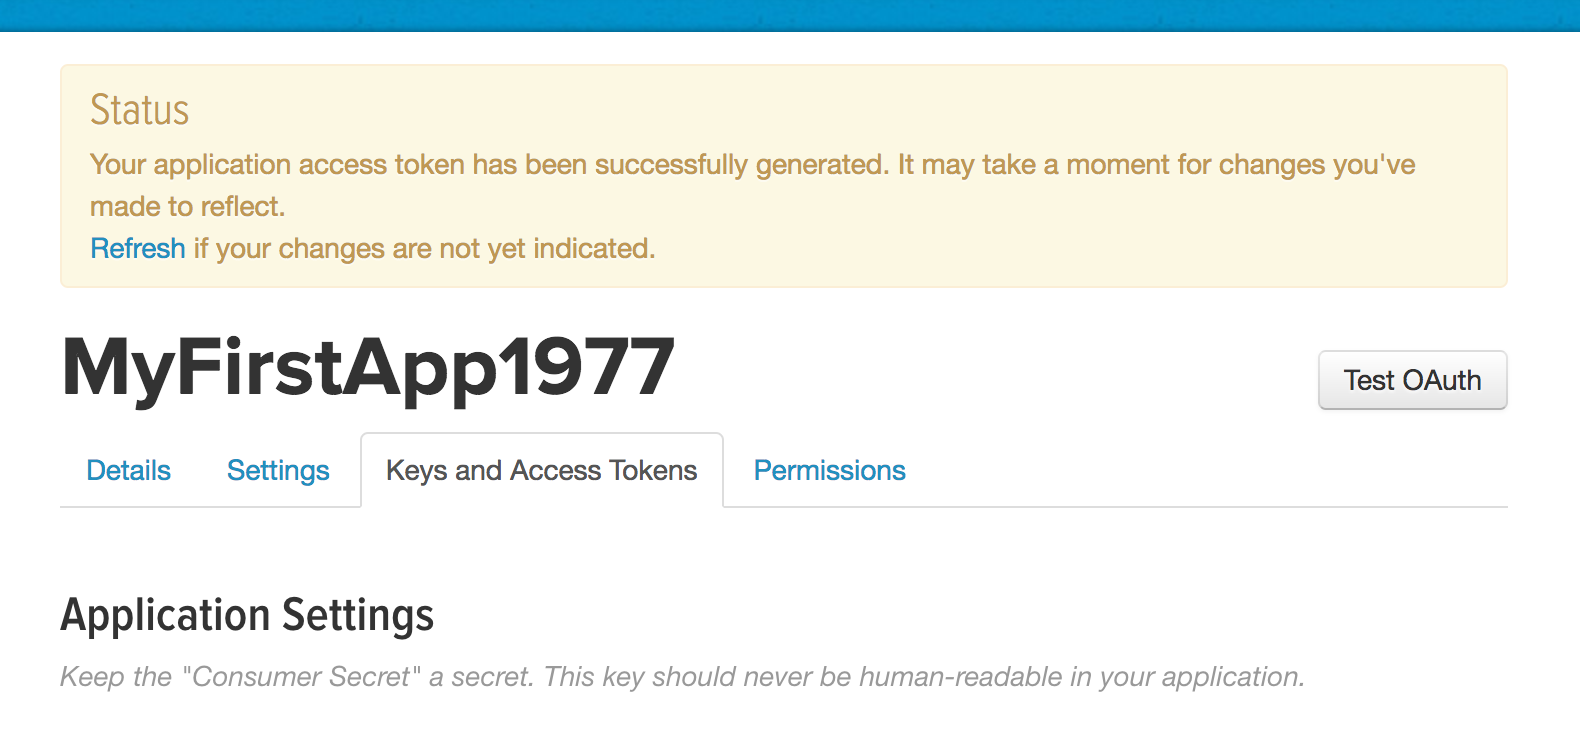 Status
Your application access token has been successfully generated. It may take a moment for changes you've
made to reflect.
Refresh if your changes are not yet indicated.
MyFirstApp1977
Test OAuth
Details Settings Keys and Access Tokens Permissions
Application Settings
Keep the "Consumer Secret" a secret. This key should never be human-readable in your application.